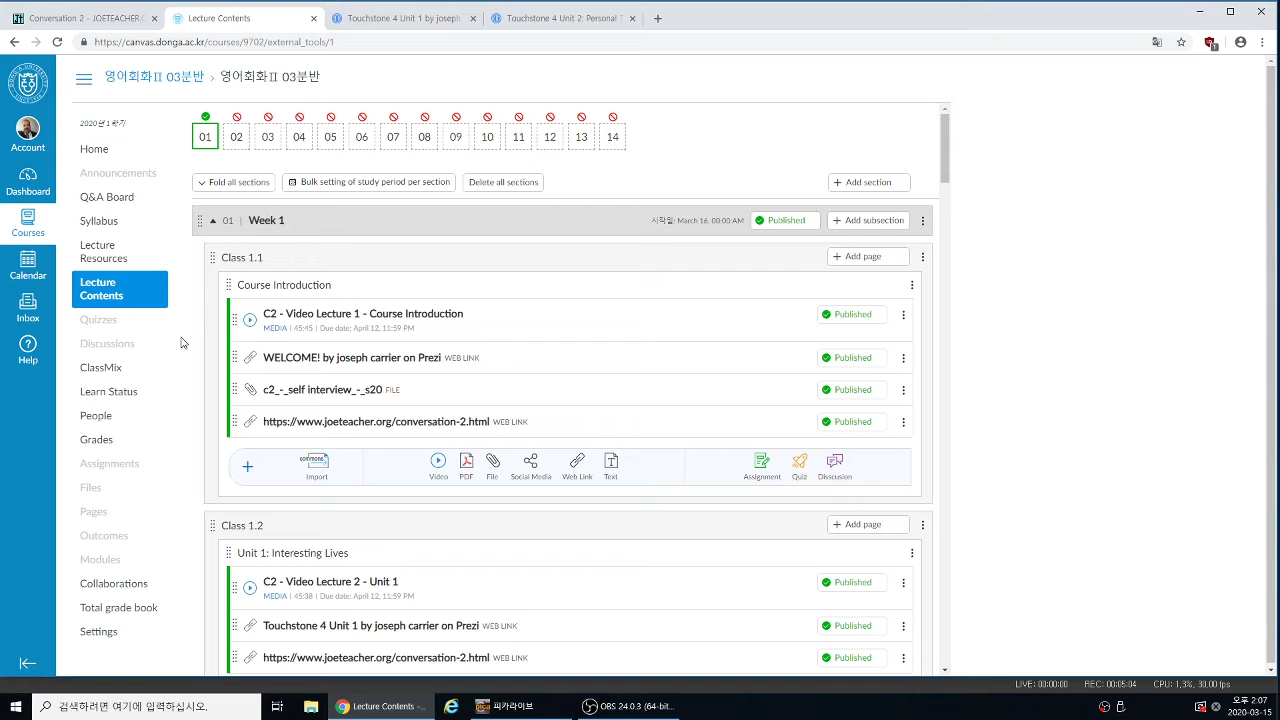 Conversation 2 - JOETEACHER.O
Lecture Contents
Touchstone 4 Unit 1 by joseph
Touchstone 4 Unit 2: Personal T
https://canvas.donga.ac.kr/courses/9702/external_tools/1
영어회화II 03분반 > 영어회화II 03분반
2020년 1학기
Account
Dashboard
Courses
Calendar
Inbox
Help
Home
Announcements
Q&A Board
Syllabus
Lecture
Resources
Lecture
Contents
Quizzes
Discussions
ClassMix
Learn Status
People
Grades
Assignments
Files
Pages
Outcomes
Modules
Collaborations
Total grade book
Settings
01 02 03 04 05 06 07 08 09 10 11 12 13 14
Fold all sections
Bulk setting of study period per section
Delete all sections
+ Add section
01 | Week 1
시작일: March 16, 00:00 AM
Published
+ Add subsection
Class 1.1
+ Add page
Course Introduction
C2 - Video Lecture 1 - Course Introduction
Published
MEDIA | 45:45 | Due date: April 12, 11:59 PM
WELCOME! by joseph carrier on Prezi WEB LINK
Published
c2_-_self interview_-_s20 FILE
Published
https://www.joeteacher.org/conversation-2.html WEB LINK
Published
commons
Import
Video
PDF
File
Social Media
Web Link
Text
Assignment
Quiz
Disscusion
Class 1.2
+ Add page
Unit 1: Interesting Lives
C2 - Video Lecture 2 - Unit 1
Published
MEDIA | 45:38 | Due date: April 12, 11:59 PM
Touchstone 4 Unit 1 by joseph carrier on Prezi WEB LINK
Published
https://www.joeteacher.org/conversation-2.html WEB LINK
Published
LIVE: 00:00:00
REC: 00:05:04
CPU: 1.3%, 30.00 fps
검색하려면 여기에 입력하십시오.
Lecture Contents -...
피카라이브
OBS 24.0.3 (64-bit...
오후 2:07
2020-03-15